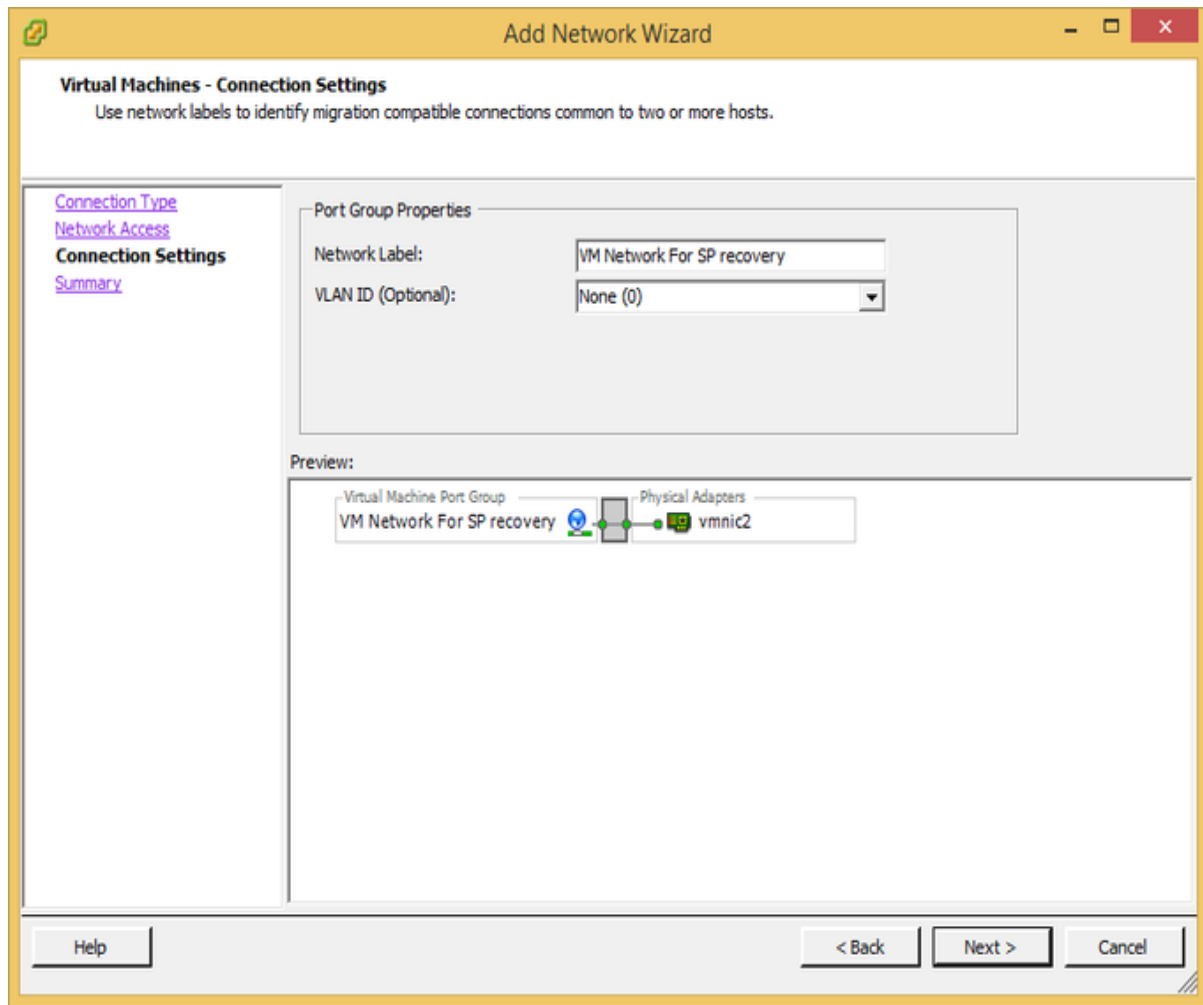 Add Network Wizard
Virtual Machines - Connection Settings
Use network labels to identify migration compatible connections common to two or more hosts.
Connection Type
Network Access
Connection Settings
Summary
Port Group Properties
Network Label:
VM Network For SP recovery
VLAN ID (Optional):
None (0)
Preview:
Virtual Machine Port Group
Physical Adapters
VM Network For SP recovery
vmnic2
Help
< Back
Next >
Cancel